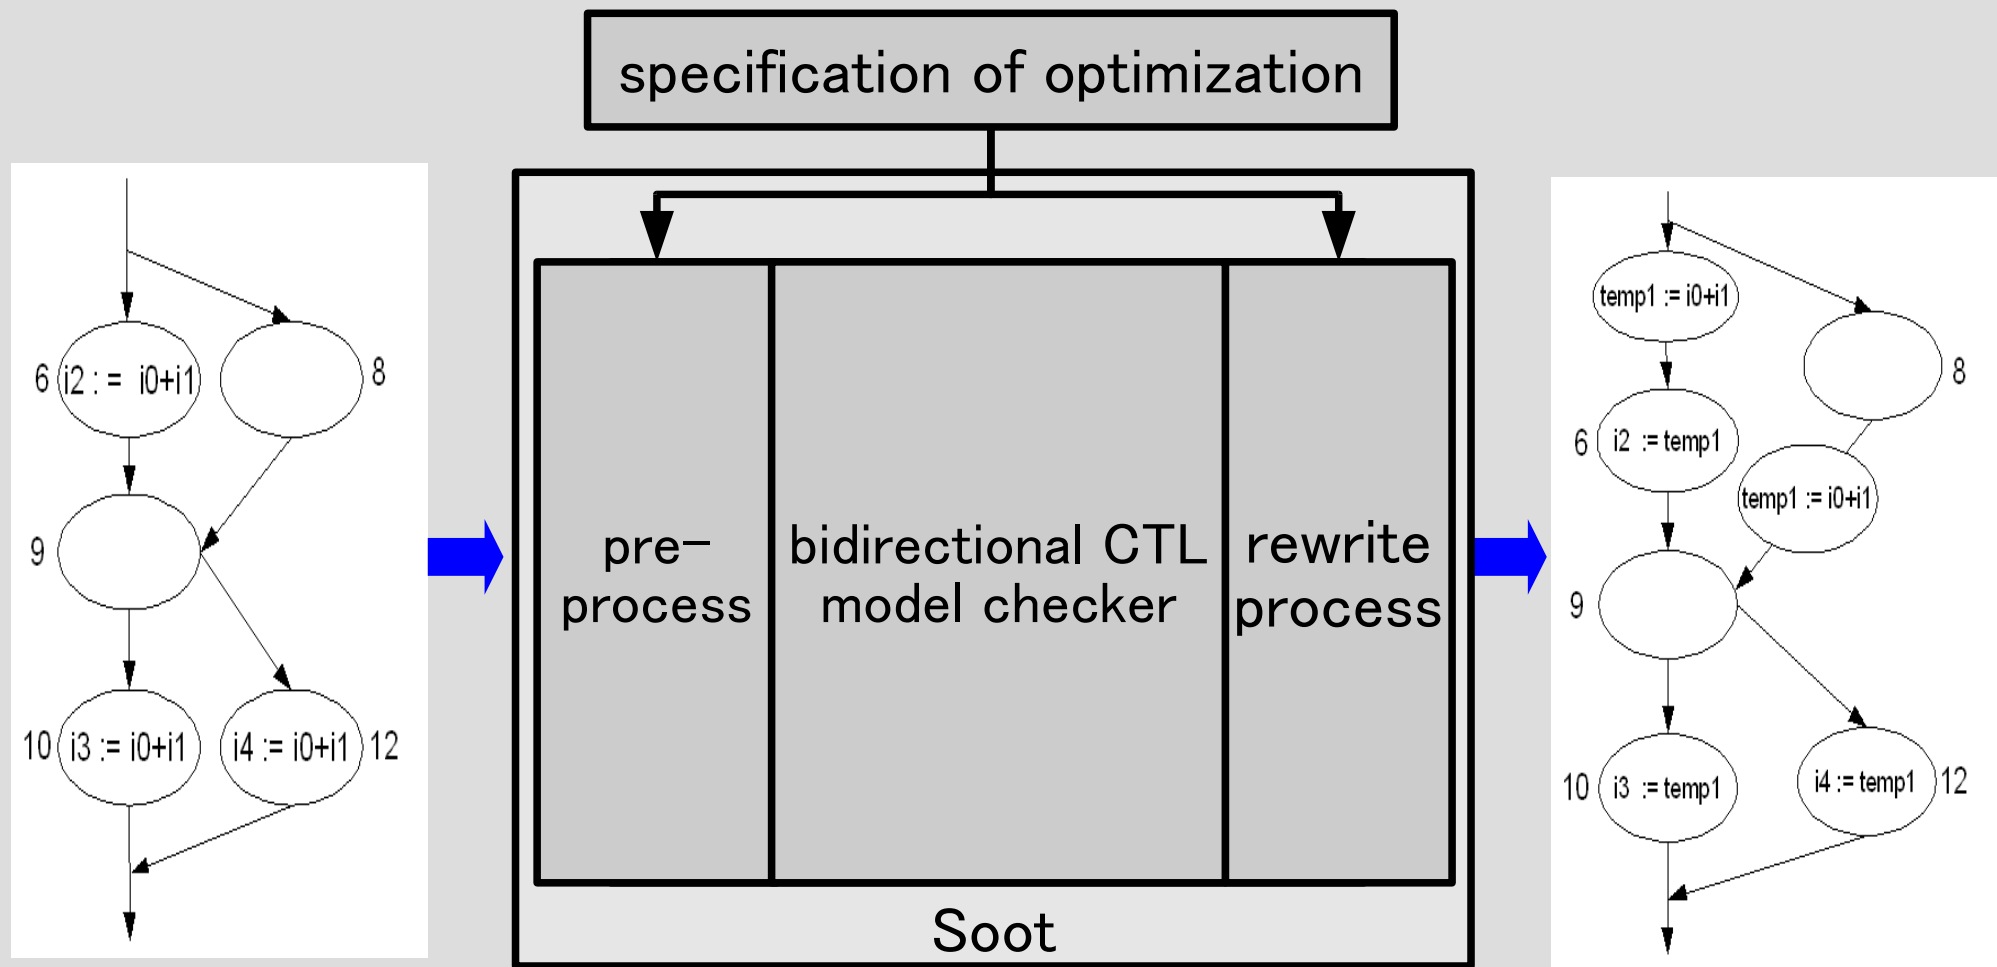 specification of optimization
6 i2 : = i0+i1 8
9
10 i3 := i0+i1 i4 := i0+i1 12
pre-
process
bidirectional CTL
model checker
rewrite
process
Soot
temp1 := i0+i1
8
6 i2 := temp1
temp1 := i0+i1
9
10 i3 := temp1 i4 := temp1 12